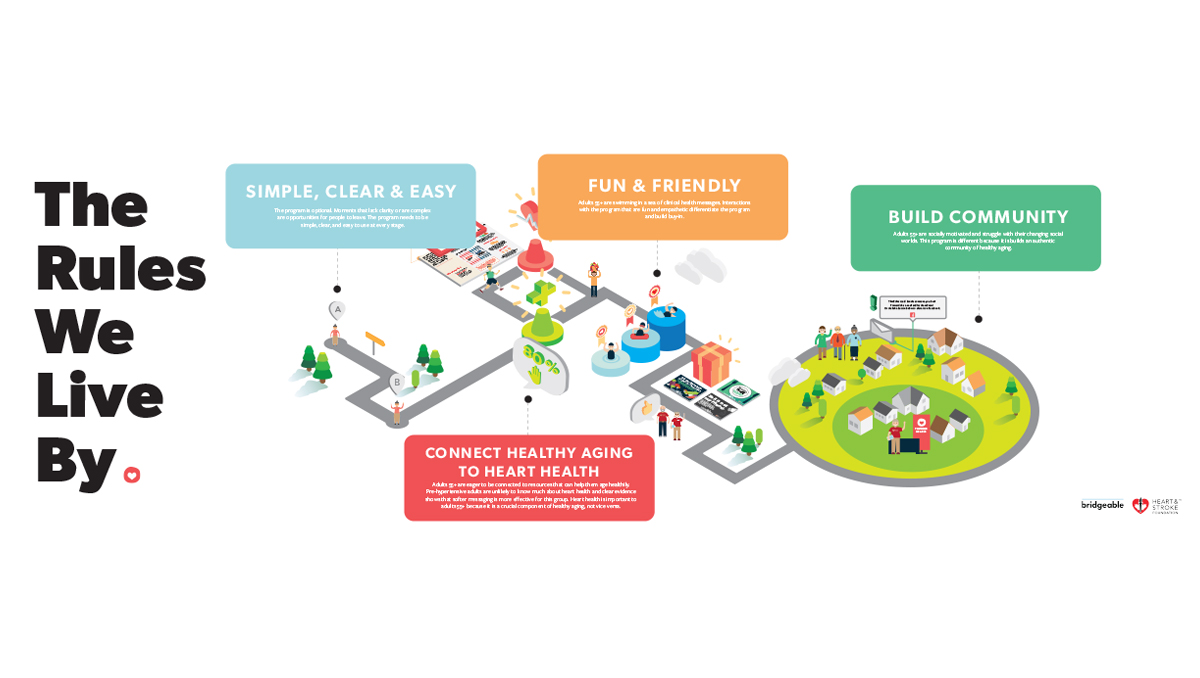 The
Rules
We
Live
By
SIMPLE, CLEAR & EASY
The program is optional. Moments that lack clarity or are complex
are opportunities for people to leave. The program needs to be
simple, clear, and easy to use at every stage.
FUN & FRIENDLY
Adults 55+ are swimming in a sea of clinical health messages. Interactions
with the program that are fun and empathetic differentiate the program
and build buy-in.
BUILD COMMUNITY
Adults 55+ are socially motivated and struggle with their changing social
worlds. This program is different because it builds an authentic
community of healthy aging.
A
B
80%
CONNECT HEALTHY AGING
TO HEART HEALTH
Adults 55+ are eager to be connected to resources that can help them age healthily.
Pre-hypertensive adults are unlikely to know much about heart health and clear evidence
shows that softer messaging is more effective for this group. Heart health is important to
adults 55+ because it is a crucial component of healthy aging, not vice versa.
bridgeable
HEART&™
STROKE
FOUNDATION